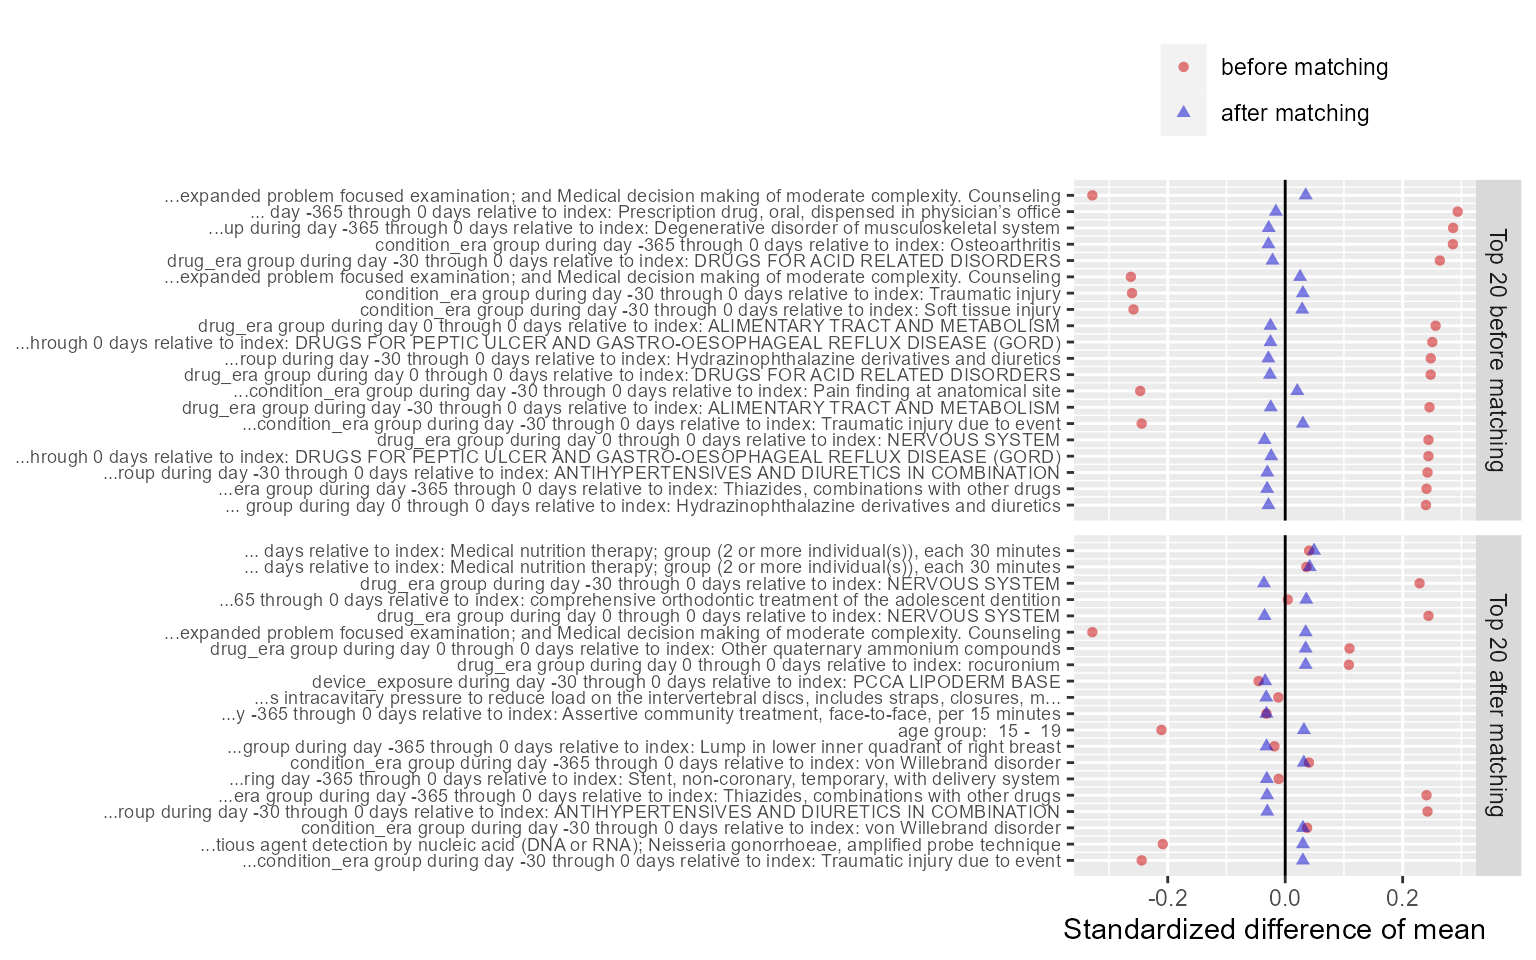 before matching
after matching
...expanded problem focused examination; and Medical decision making of moderate complexity. Counseling
... day -365 through 0 days relative to index: Prescription drug, oral, dispensed in physician's office
...up during day -365 through 0 days relative to index: Degenerative disorder of musculoskeletal system
condition_era group during day -365 through 0 days relative to index: Osteoarthritis
drug_era group during day -30 through 0 days relative to index: DRUGS FOR ACID RELATED DISORDERS
...expanded problem focused examination; and Medical decision making of moderate complexity. Counseling
condition_era group during day -30 through 0 days relative to index: Traumatic injury
condition_era group during day -30 through 0 days relative to index: Soft tissue injury
drug_era group during day 0 through 0 days relative to index: ALIMENTARY TRACT AND METABOLISM
...hrough 0 days relative to index: DRUGS FOR PEPTIC ULCER AND GASTRO-OESOPHAGEAL REFLUX DISEASE (GORD)
...roup during day -30 through 0 days relative to index: Hydrazinophthalazine derivatives and diuretics
drug_era group during day 0 through 0 days relative to index: DRUGS FOR ACID RELATED DISORDERS
...condition_era group during day -30 through 0 days relative to index: Pain finding at anatomical site
drug_era group during day -30 through 0 days relative to index: ALIMENTARY TRACT AND METABOLISM
...condition_era group during day -30 through 0 days relative to index: Traumatic injury due to event
drug_era group during day 0 through 0 days relative to index: NERVOUS SYSTEM
...hrough 0 days relative to index: DRUGS FOR PEPTIC ULCER AND GASTRO-OESOPHAGEAL REFLUX DISEASE (GORD)
...roup during day -30 through 0 days relative to index: ANTIHYPERTENSIVES AND DIURETICS IN COMBINATION
...era group during day -365 through 0 days relative to index: Thiazides, combinations with other drugs
... group during day 0 through 0 days relative to index: Hydrazinophthalazine derivatives and diuretics
Top 20 before matching
... days relative to index: Medical nutrition therapy; group (2 or more individual(s)), each 30 minutes
... days relative to index: Medical nutrition therapy; group (2 or more individual(s)), each 30 minutes
drug_era group during day -30 through 0 days relative to index: NERVOUS SYSTEM
...65 through 0 days relative to index: comprehensive orthodontic treatment of the adolescent dentition
drug_era group during day 0 through 0 days relative to index: NERVOUS SYSTEM
...expanded problem focused examination; and Medical decision making of moderate complexity. Counseling
drug_era group during day 0 through 0 days relative to index: Other quaternary ammonium compounds
drug_era group during day 0 through 0 days relative to index: rocuronium
device_exposure during day -30 through 0 days relative to index: PCCA LIPODERM BASE
...s intracavitary pressure to reduce load on the intervertebral discs, includes straps, closures, m...
...y -365 through 0 days relative to index: Assertive community treatment, face-to-face, per 15 minutes
age group: 15 - 19
...group during day -365 through 0 days relative to index: Lump in lower inner quadrant of right breast
condition_era group during day -365 through 0 days relative to index: von Willebrand disorder
...ring day -365 through 0 days relative to index: Stent, non-coronary, temporary, with delivery system
...era group during day -365 through 0 days relative to index: Thiazides, combinations with other drugs
...roup during day -30 through 0 days relative to index: ANTIHYPERTENSIVES AND DIURETICS IN COMBINATION
condition_era group during day -30 through 0 days relative to index: von Willebrand disorder
...tious agent detection by nucleic acid (DNA or RNA); Neisseria gonorrhoeae, amplified probe technique
...condition_era group during day -30 through 0 days relative to index: Traumatic injury due to event
Top 20 after matching
-0.2 0.0 0.2
Standardized difference of mean